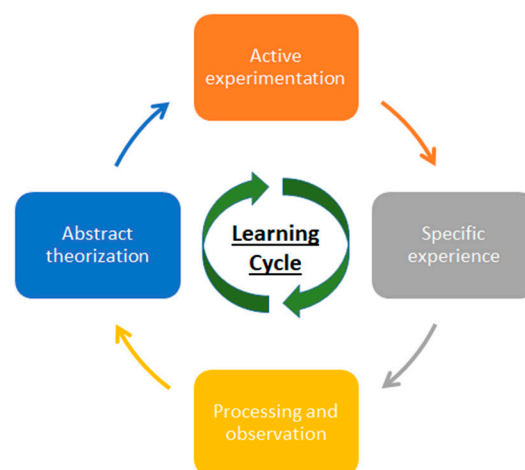 Active
experimentation
Abstract
theorization
Learning
Cycle
Specific
experience
Processing and
observation